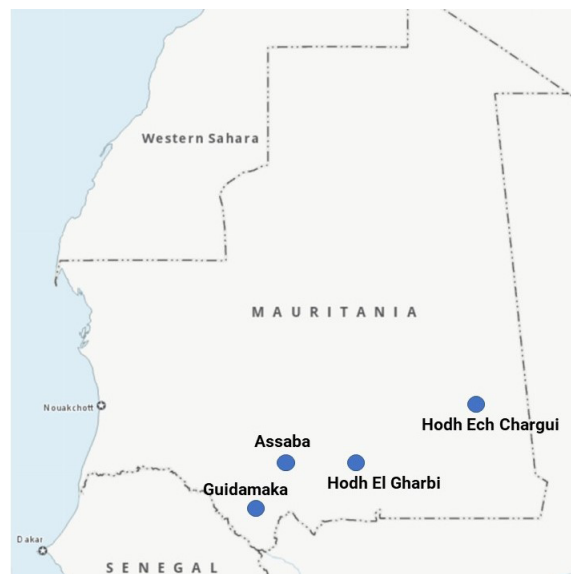 Western Sahara
MAURITANIA
Nouakchott
Hodh Ech Chargui
Assaba
Hodh El Gharbi
Guidamaka
Dakar
SENEGAL